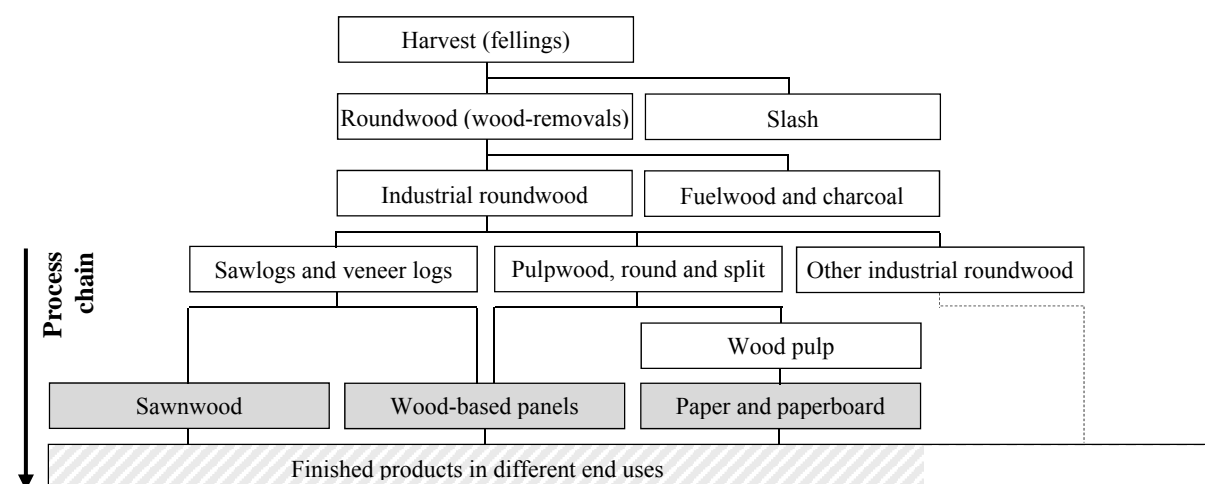 Harvest (fellings)
Roundwood (wood-removals)
Slash
Industrial roundwood
Fuelwood and charcoal
Process
chain
Sawlogs and veneer logs
Pulpwood, round and split
Other industrial roundwood
Wood pulp
Sawnwood
Wood-based panels
Paper and paperboard
Finished products in different end uses